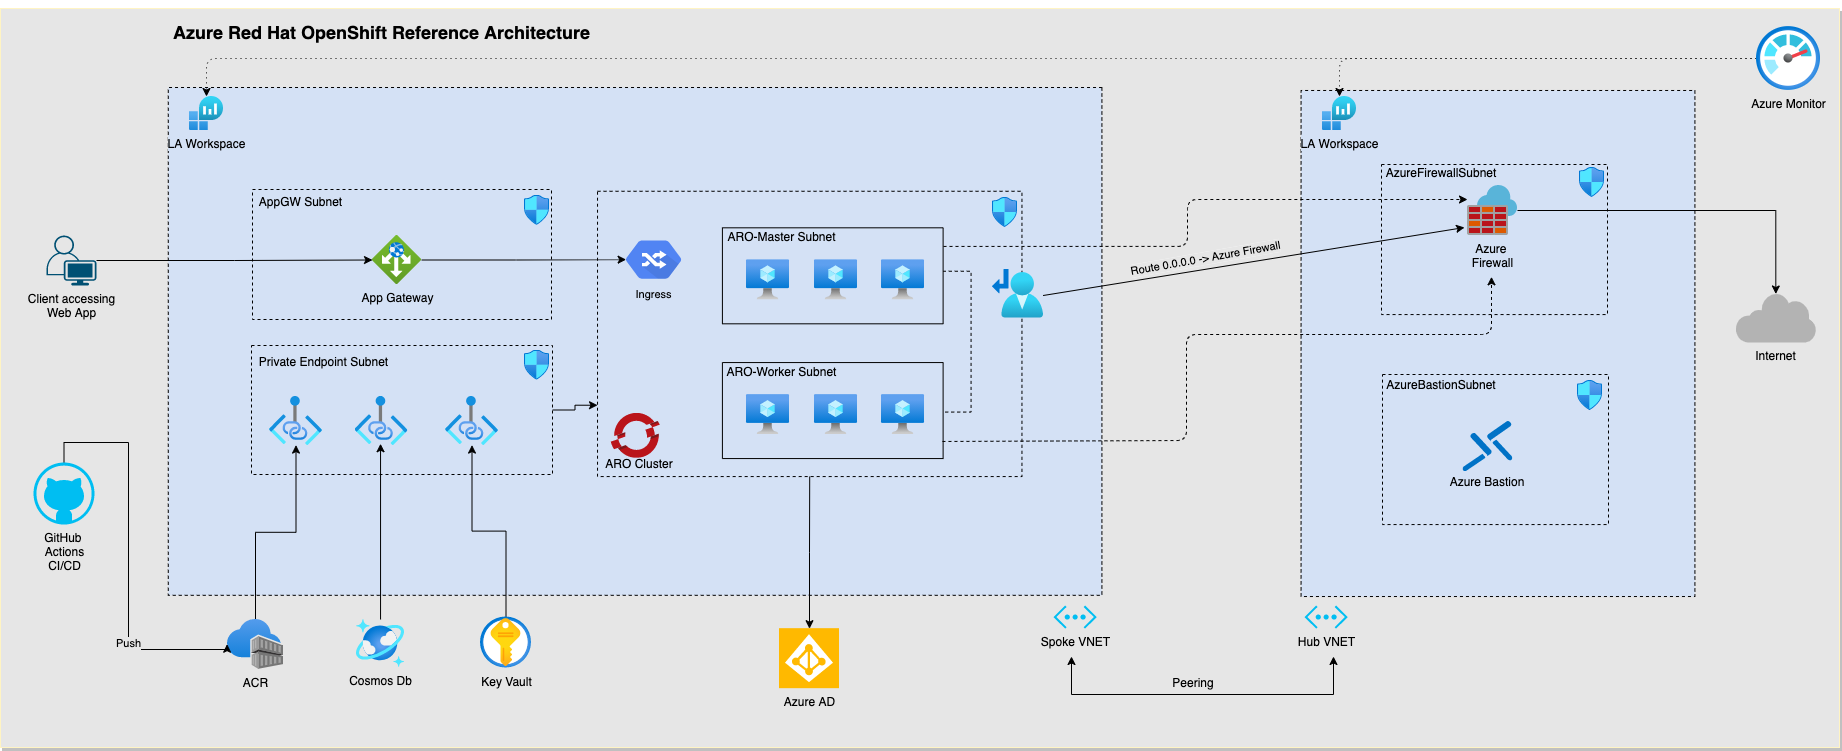 Azure Red Hat OpenShift Reference Architecture
Azure Monitor
LA Workspace
LA Workspace
AppGW Subnet
App Gateway
Client accessing
Web App
Ingress
ARO-Master Subnet
Route 0.0.0.0 -> Azure Firewall
AzureFirewallSubnet
Azure
Firewall
Internet
Private Endpoint Subnet
ARO-Worker Subnet
ARO Cluster
AzureBastionSubnet
Azure Bastion
GitHub
Actions
CI/CD
Push
ACR
Cosmos Db
Key Vault
Azure AD
Spoke VNET
Hub VNET
Peering